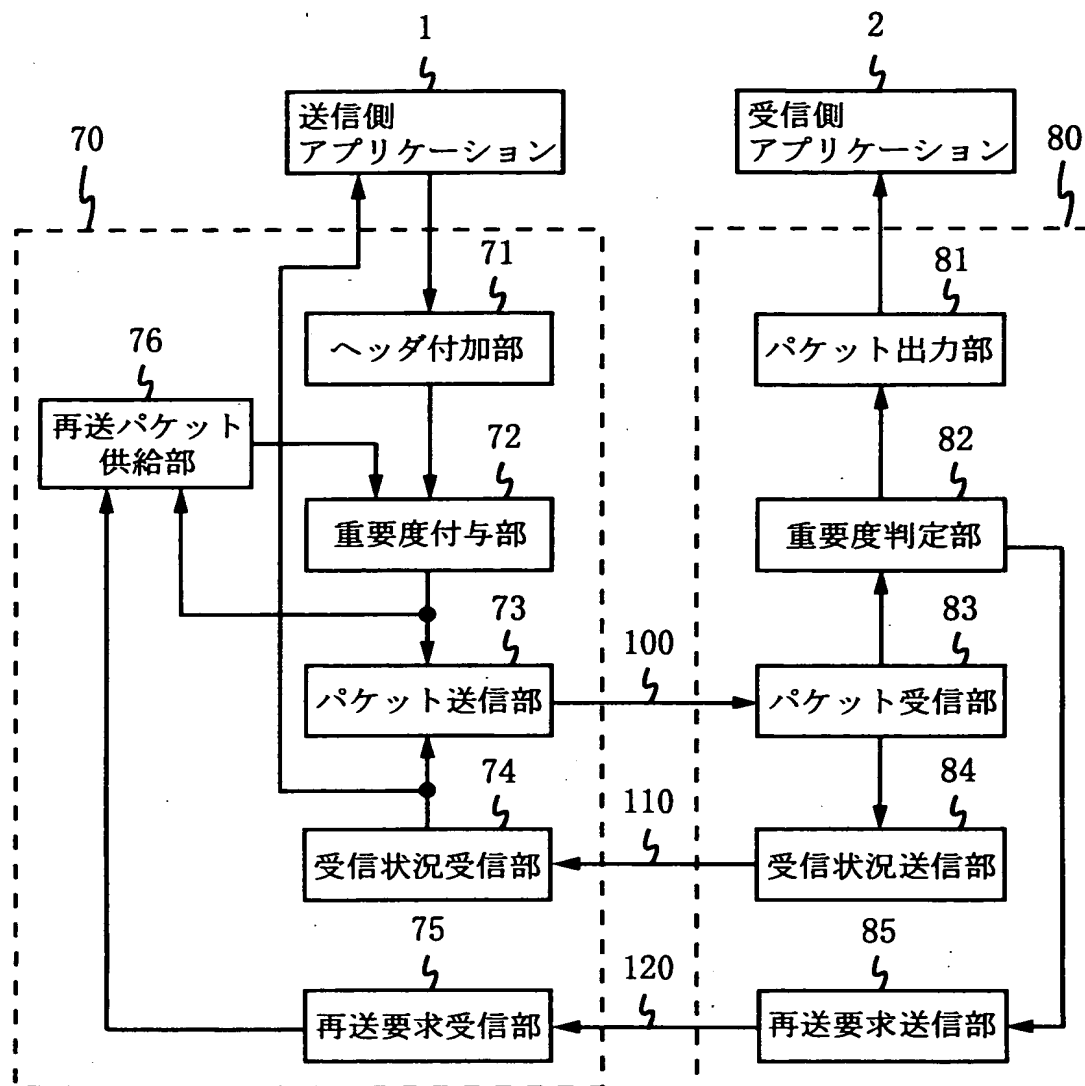 1
2
送信側
アプリケーション
受信側
アプリケーション
70
80
71
81
ヘッダ付加部
パケット出力部
76
再送パケット
供給部
72
82
重要度付与部
重要度判定部
73
100
83
パケット送信部
パケット受信部
74
110
84
受信状況受信部
受信状況送信部
75
120
85
再送要求受信部
再送要求送信部